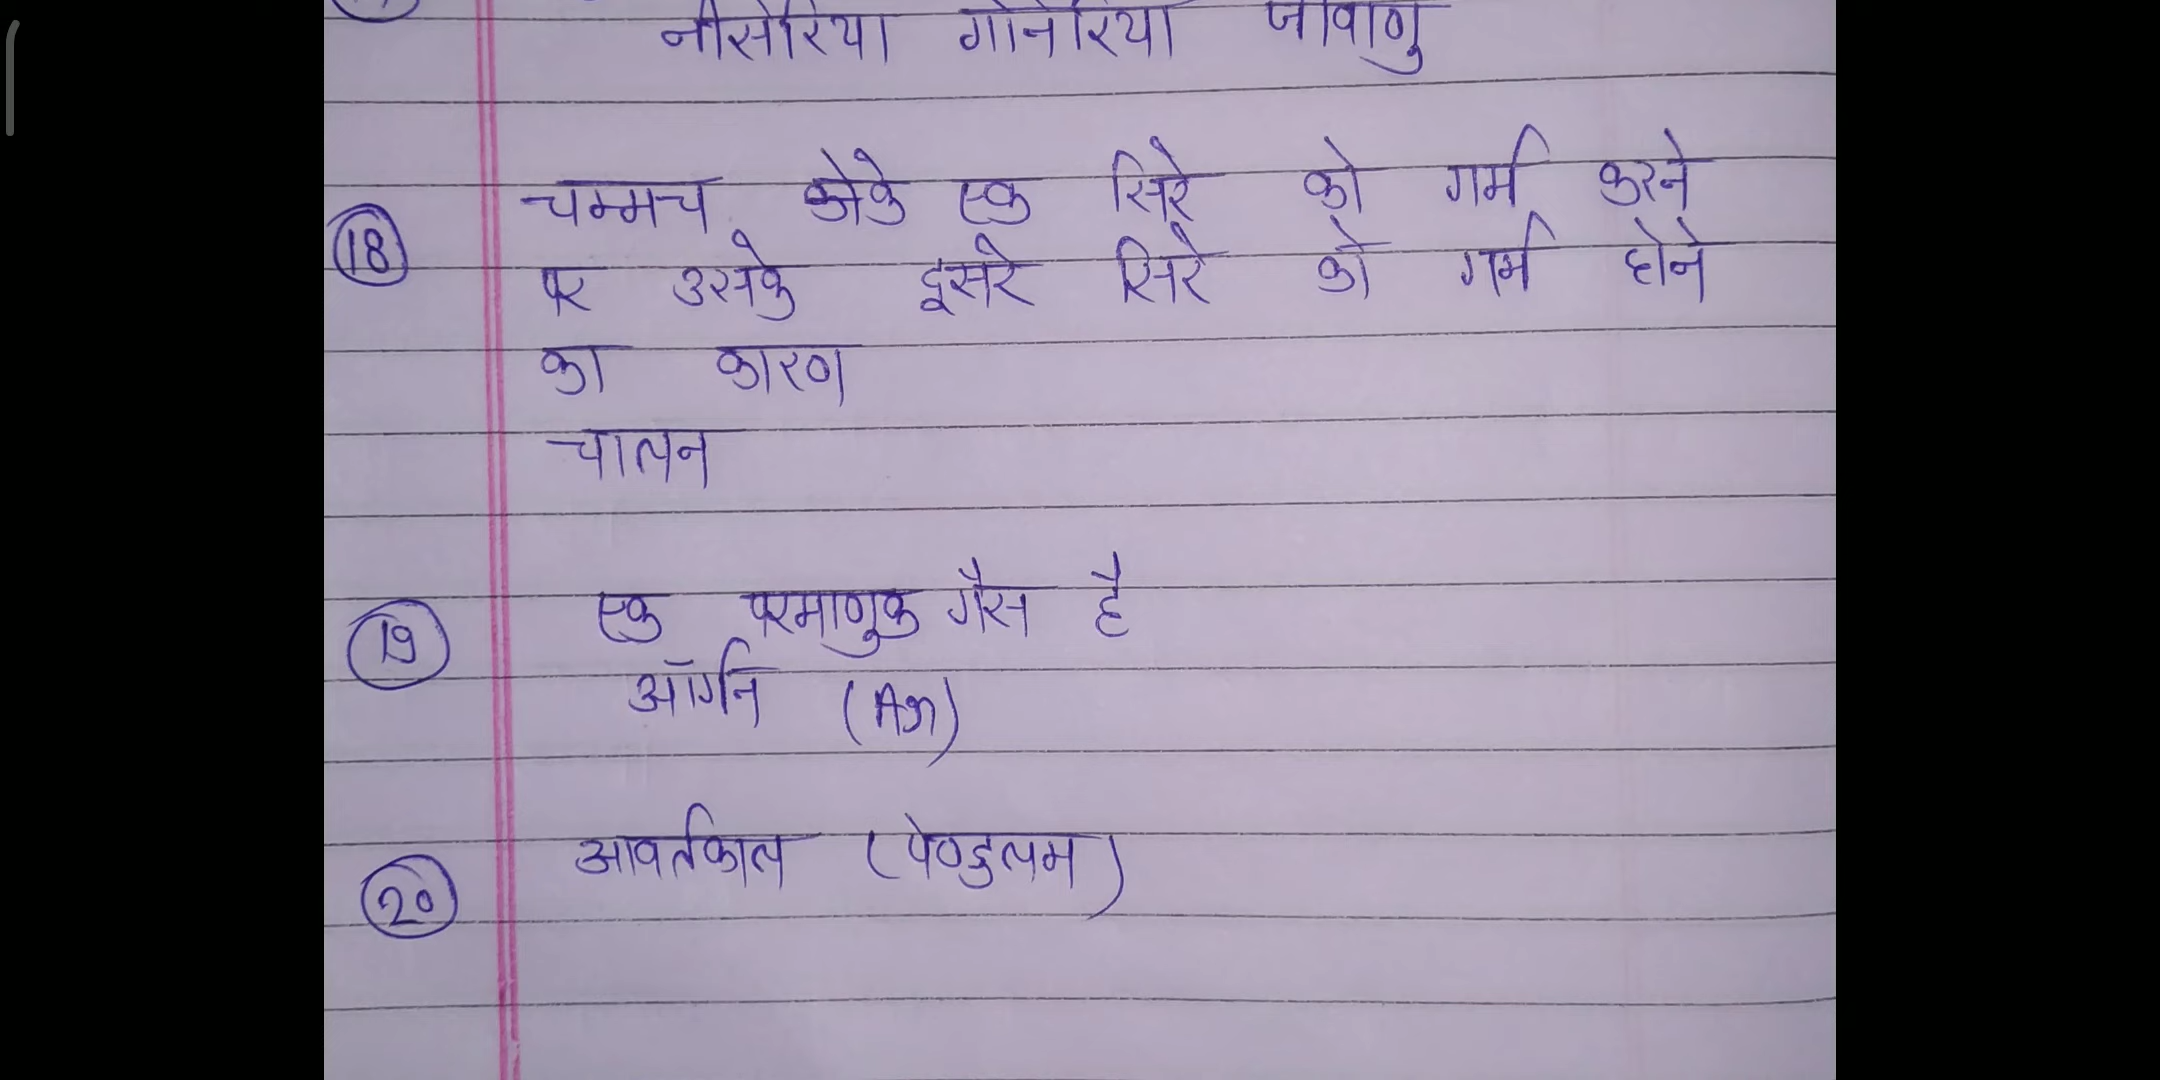 नीसेरिया गोनेरिया जीवाणु
18 चम्मच के एक सिरे को गर्म करने
पर उसके दूसरे सिरे को गर्म होने
का कारण
चालन
19 एक परमाणुक गैस है
ऑर्गन (Ar)
20 आवर्तकाल (पेण्डुलम)